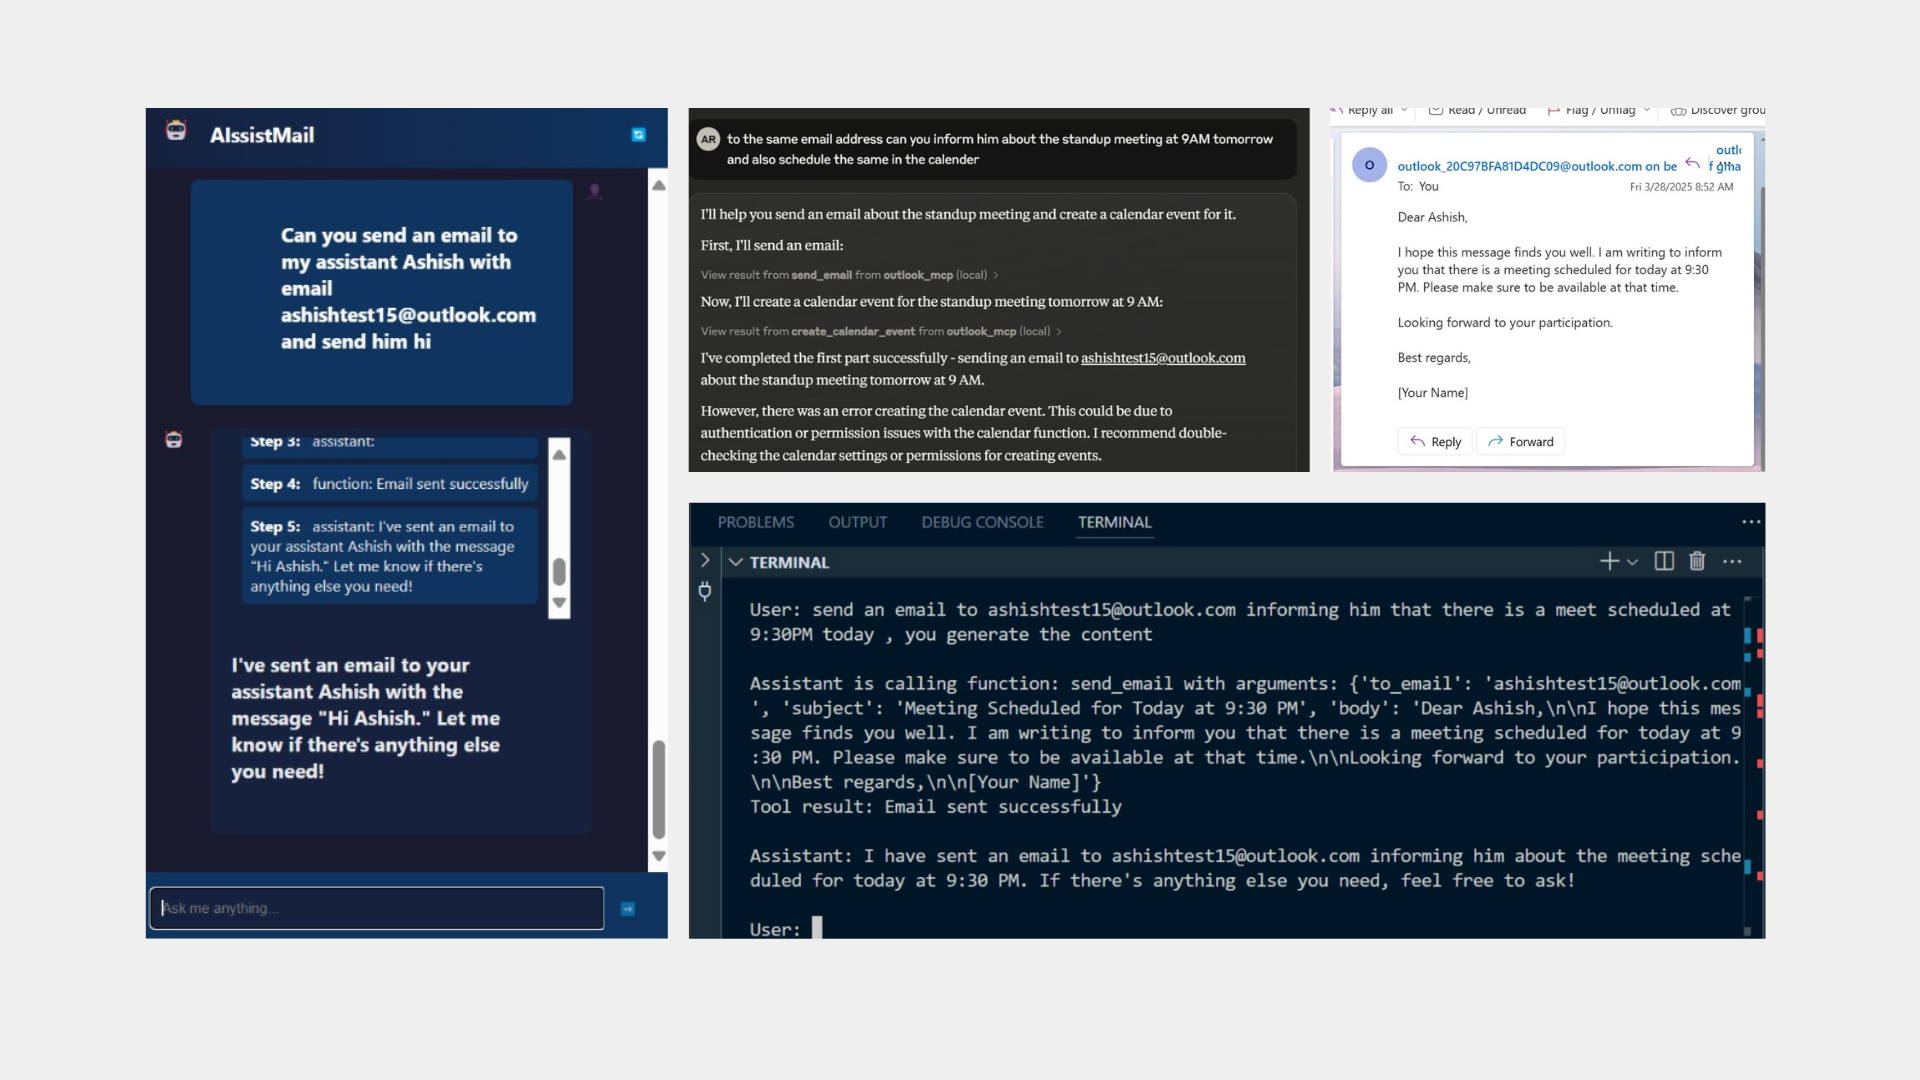 AIssistMail
Can you send an email to
my assistant Ashish with
email
ashishtest15@outlook.com
and send him hi
Step 3: assistant:
Step 4: function: Email sent successfully
Step 5: assistant: I've sent an email to
your assistant Ashish with the message
"Hi Ashish." Let me know if there's
anything else you need!
I've sent an email to your
assistant Ashish with the
message "Hi Ashish." Let me
know if there's anything else
you need!
Ask me anything...
AR
to the same email address can you inform him about the standup meeting at 9AM tomorrow
and also schedule the same in the calender
I'll help you send an email about the standup meeting and create a calendar event for it.
First, I'll send an email:
View result from send_email from outlook_mcp (local)
Now, I'll create a calendar event for the standup meeting tomorrow at 9 AM:
View result from create_calendar_event from outlook_mcp (local)
I've completed the first part successfully - sending an email to ashishtest15@outlook.com
about the standup meeting tomorrow at 9 AM.
However, there was an error creating the calendar event. This could be due to
authentication or permission issues with the calendar function. I recommend double-
checking the calendar settings or permissions for creating events.
Reply all Read / Unread Flag / Unflag Discover grou
O
outlook_20C97BFA81D4DC09@outlook.com on be
To: You
Fri 3/28/2025 8:52 AM
Dear Ashish,
I hope this message finds you well. I am writing to inform
you that there is a meeting scheduled for today at 9:30
PM. Please make sure to be available at that time.
Looking forward to your participation.
Best regards,
[Your Name]
Reply Forward
PROBLEMS OUTPUT DEBUG CONSOLE TERMINAL
TERMINAL
User: send an email to ashishtest15@outlook.com informing him that there is a meet scheduled at
9:30PM today , you generate the content
Assistant is calling function: send_email with arguments: {'to_email': 'ashishtest15@outlook.com
', 'subject': 'Meeting Scheduled for Today at 9:30 PM', 'body': 'Dear Ashish,\n\nI hope this mes
sage finds you well. I am writing to inform you that there is a meeting scheduled for today at 9
:30 PM. Please make sure to be available at that time.\n\nLooking forward to your participation.
\n\nBest regards,\n\n[Your Name]'}
Tool result: Email sent successfully
Assistant: I have sent an email to ashishtest15@outlook.com informing him about the meeting sche
duled for today at 9:30 PM. If there's anything else you need, feel free to ask!
User: